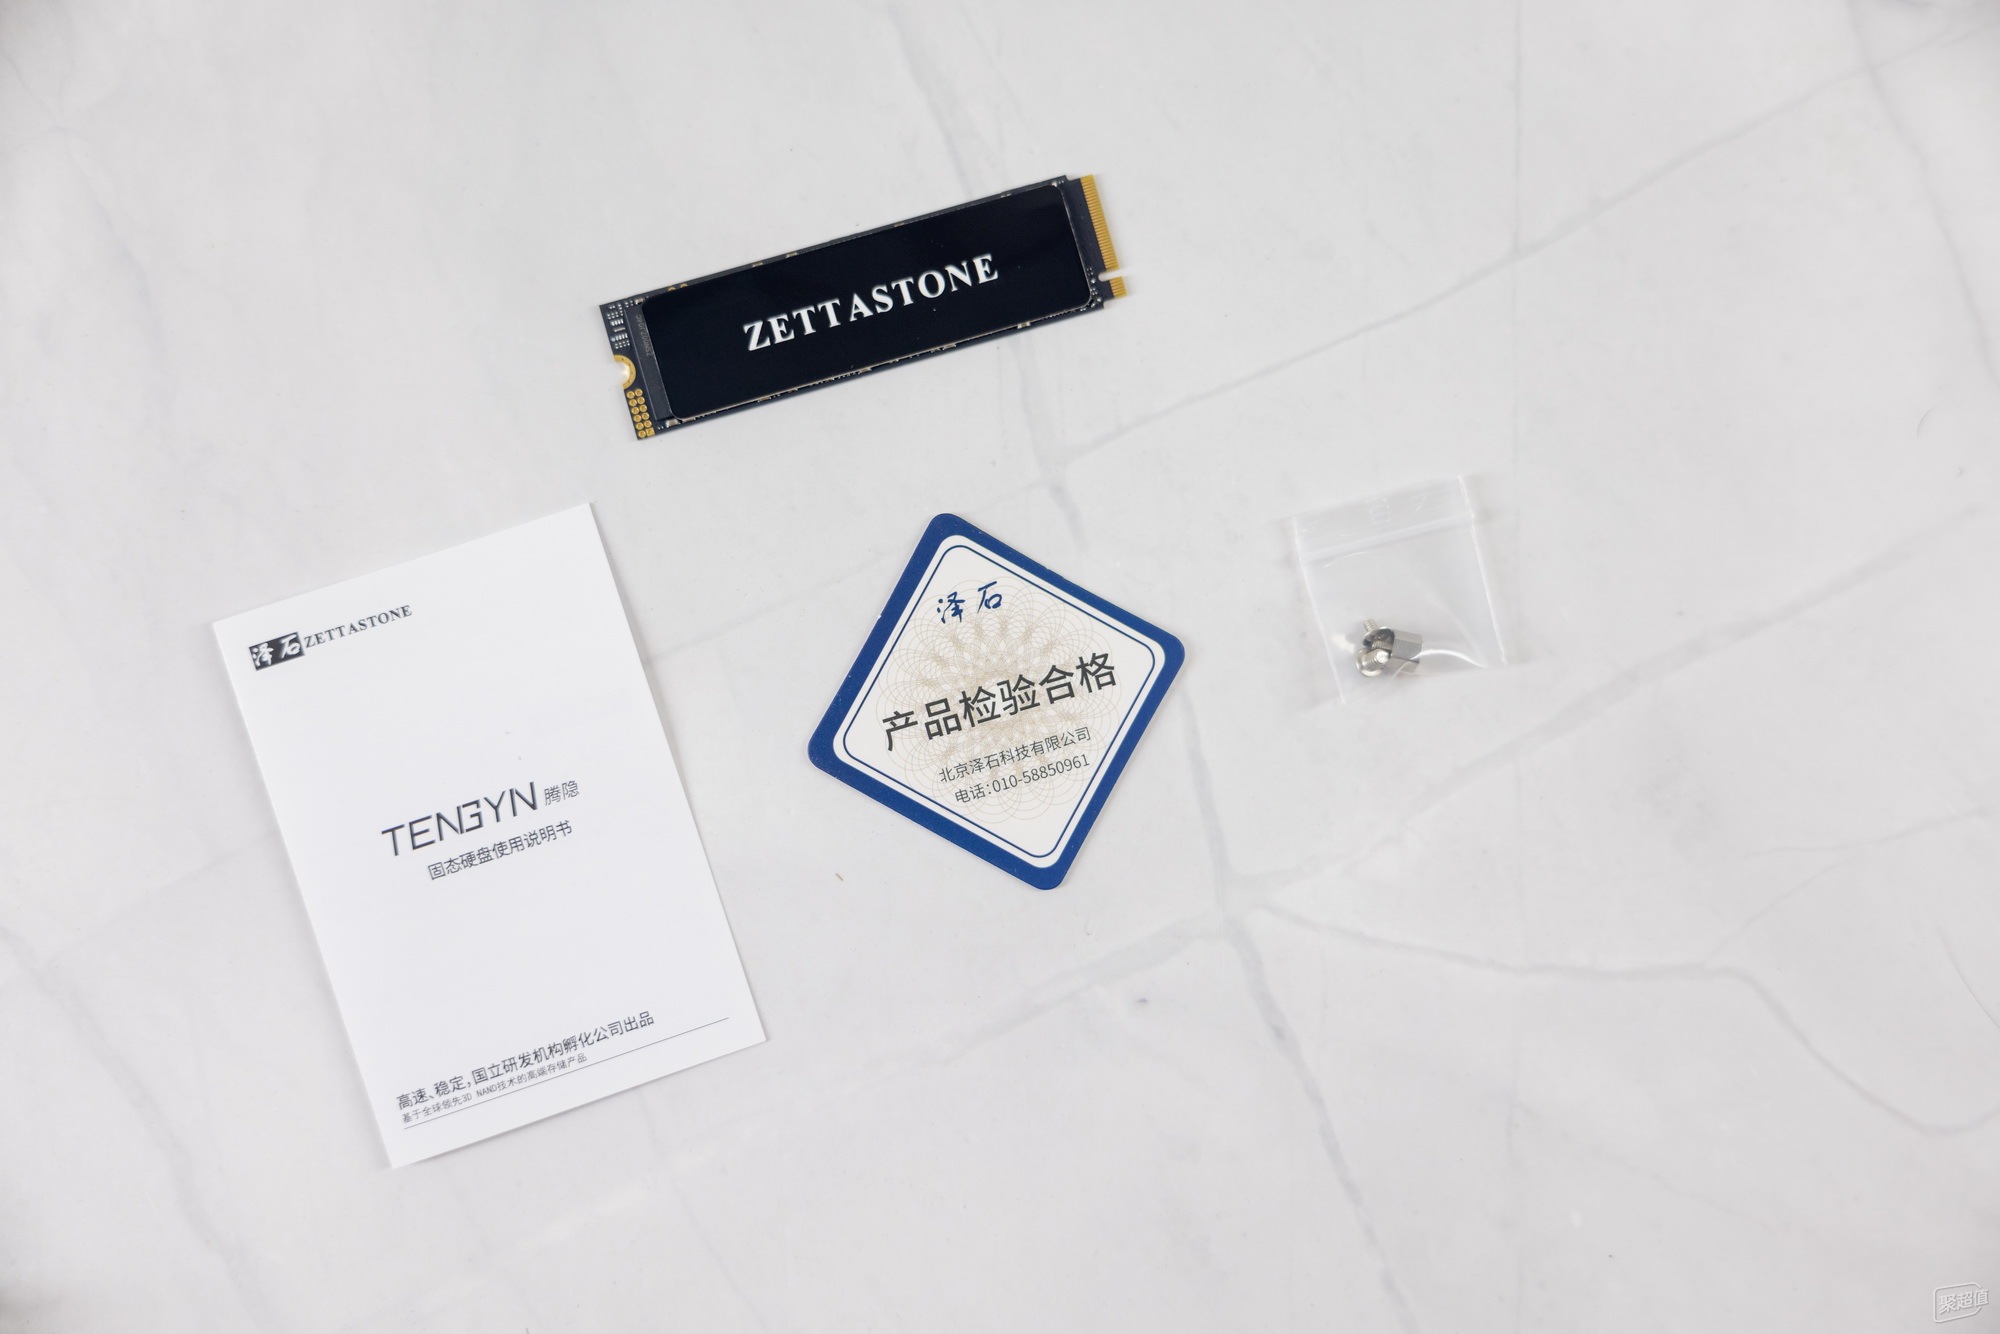 ZETTASTONE
泽石 ZETTASTONE
TENGYN 腾隐
固态硬盘使用说明书
高速、稳定,国立研发机构孵化公司出品
基于全球领先3D NAND技术的高端存储产品
泽石
产品检验合格
北京泽石科技有限公司
电话:010-58850961
聚超值